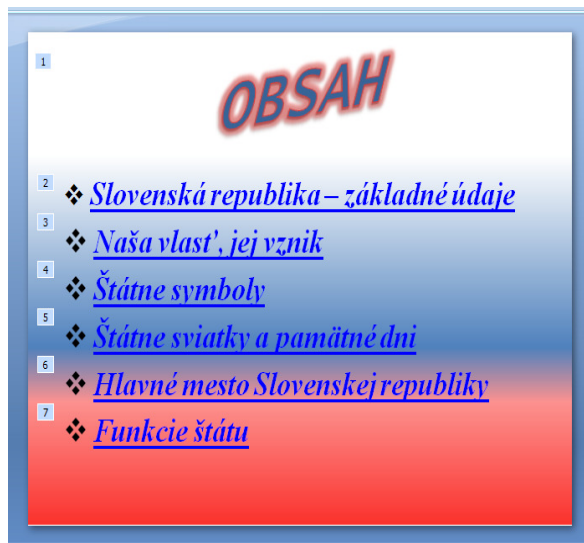 1
OBSAH
2
❖ Slovenská republika – základné údaje
3
❖ Naša vlasť, jej vznik
4
❖ Štátne symboly
5
❖ Štátne sviatky a pamätné dni
6
❖ Hlavné mesto Slovenskej republiky
7
❖ Funkcie štátu